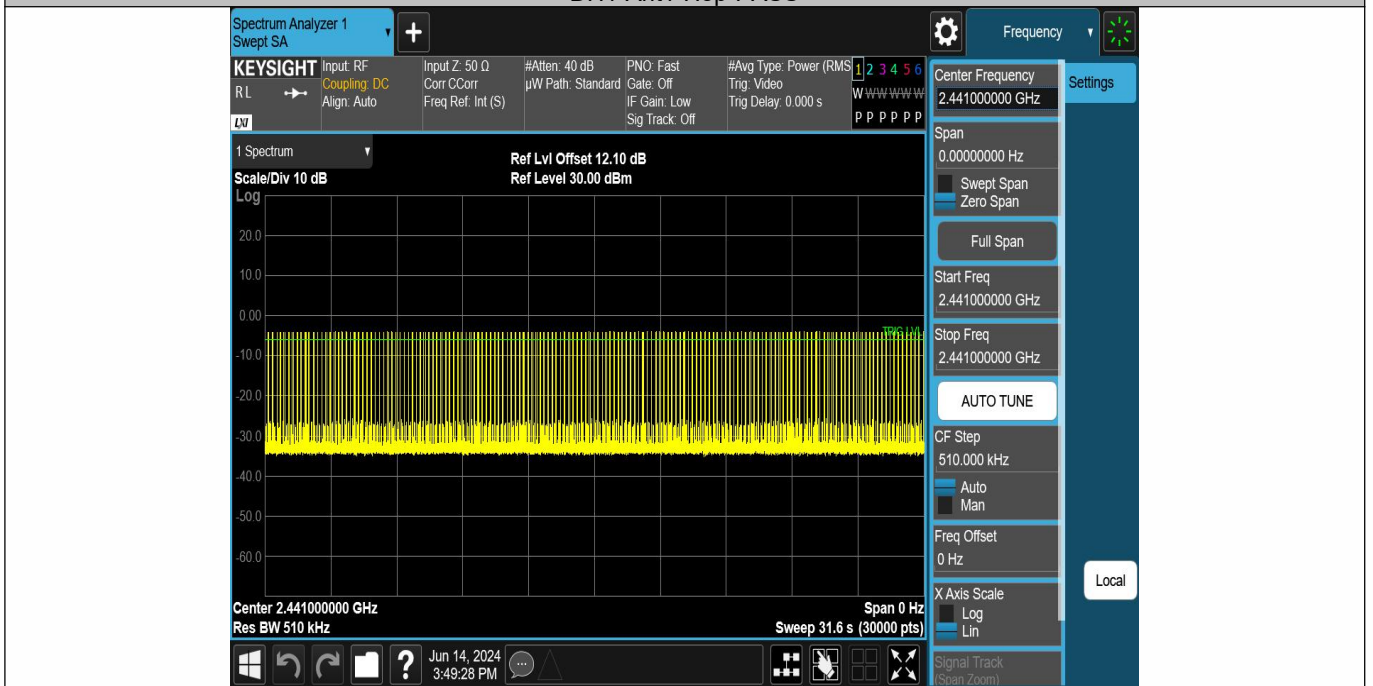 Spectrum Analyzer 1
Swept SA
+
Frequency
KEYSIGHT
RL
LXI
Input: RF
Coupling: DC
Align: Auto
Input Z: 50 Ω
Corr CCorr
Freq Ref: Int (S)
#Atten: 40 dB
µW Path: Standard
PNO: Fast
Gate: Off
IF Gain: Low
Sig Track: Off
#Avg Type: Power (RMS
Trig: Video
Trig Delay: 0.000 s
1 2 3 4 5 6
W W W W W W
P P P P P P
1 Spectrum
Scale/Div 10 dB
Ref Lvl Offset 12.10 dB
Ref Level 30.00 dBm
Log
20.0
10.0
0.00
TRIG LVL
-10.0
-20.0
-30.0
-40.0
-50.0
-60.0
Center 2.441000000 GHz
Span 0 Hz
Res BW 510 kHz
Sweep 31.6 s (30000 pts)
?
Jun 14, 2024
3:49:28 PM
Center Frequency
2.441000000 GHz
Settings
Span
0.00000000 Hz
Swept Span
Zero Span
Full Span
Start Freq
2.441000000 GHz
Stop Freq
2.441000000 GHz
AUTO TUNE
CF Step
510.000 kHz
Auto
Man
Freq Offset
0 Hz
Local
X Axis Scale
Log
Lin
Signal Track
(Span Zoom)